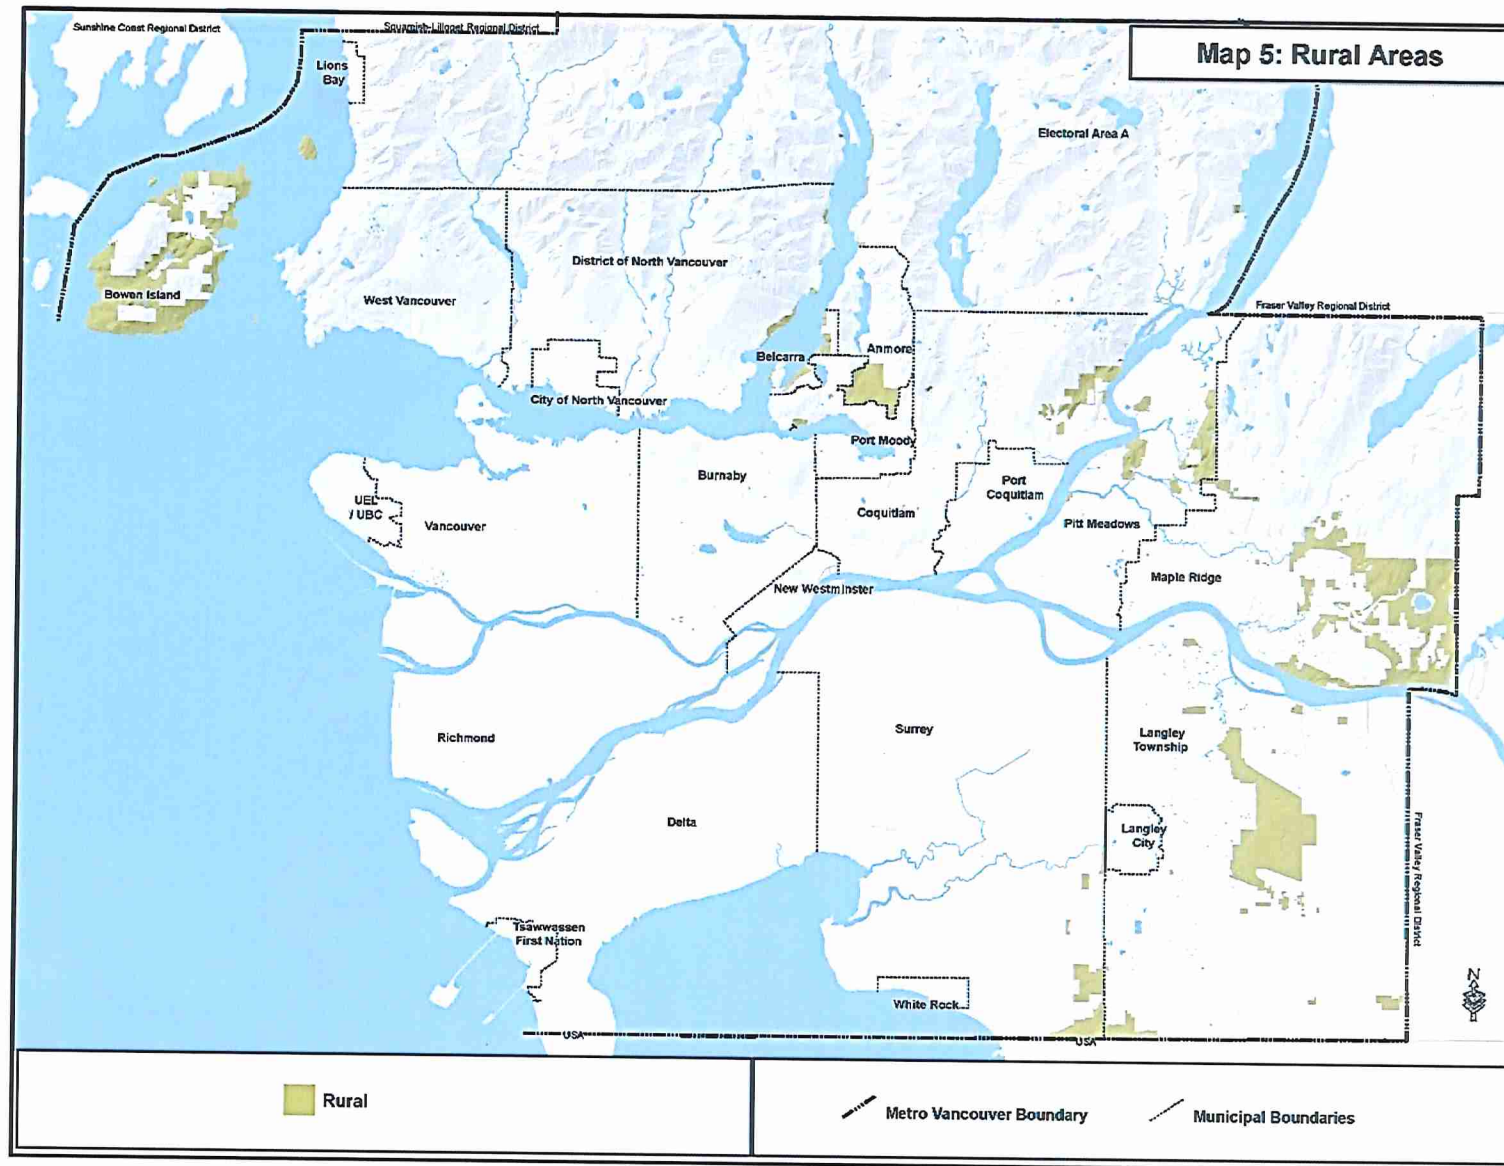 Sunshine Coast Regional District
Squamish-Lillooet Regional District
Map 5: Rural Areas
Lions
Bay
Electoral Area A
District of North Vancouver
Bowen Island
West Vancouver
Fraser Valley Regional District
Belcarra
Anmore
City of North Vancouver
Port Moody
Burnaby
Port
Coquitlam
UEL
/ UBC
Vancouver
Coquitlam
Pitt Meadows
New Westminster
Maple Ridge
Richmond
Surrey
Langley
Township
Delta
Langley
City
Fraser Valley Regional District
Tsawwassen
First Nation
White Rock
N
USA
USA
Rural
Metro Vancouver Boundary
Municipal Boundaries